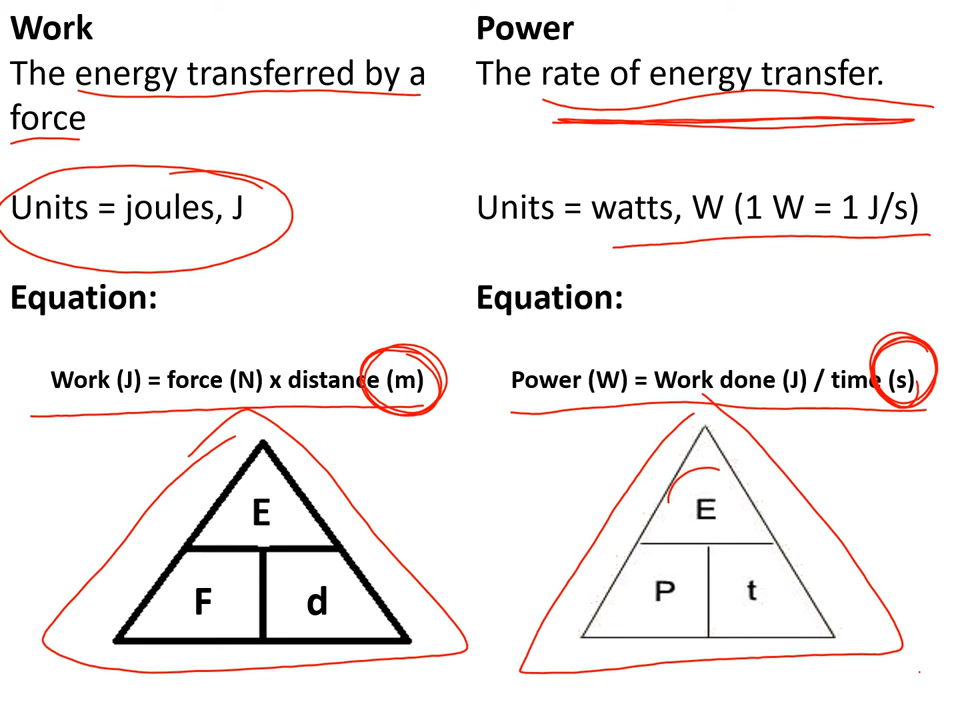 Work
The energy transferred by a
force
Units = joules, J
Equation:
Work (J) = force (N) x distance (m)
E
F d
Power
The rate of energy transfer.
Units = watts, W (1 W = 1 J/s)
Equation:
Power (W) = Work done (J) / time (s)
E
P t